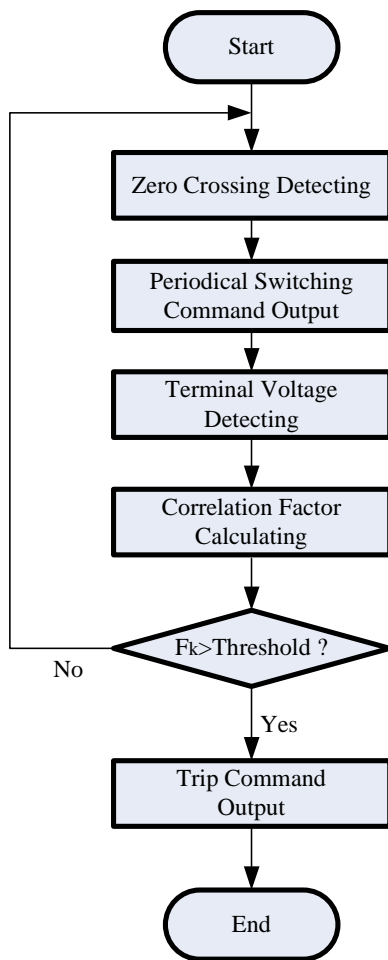 Start
Zero Crossing Detecting
Periodical Switching
Command Output
Terminal Voltage
Detecting
Correlation Factor
Calculating
Fk>Threshold ?
No
Yes
Trip Command
Output
End